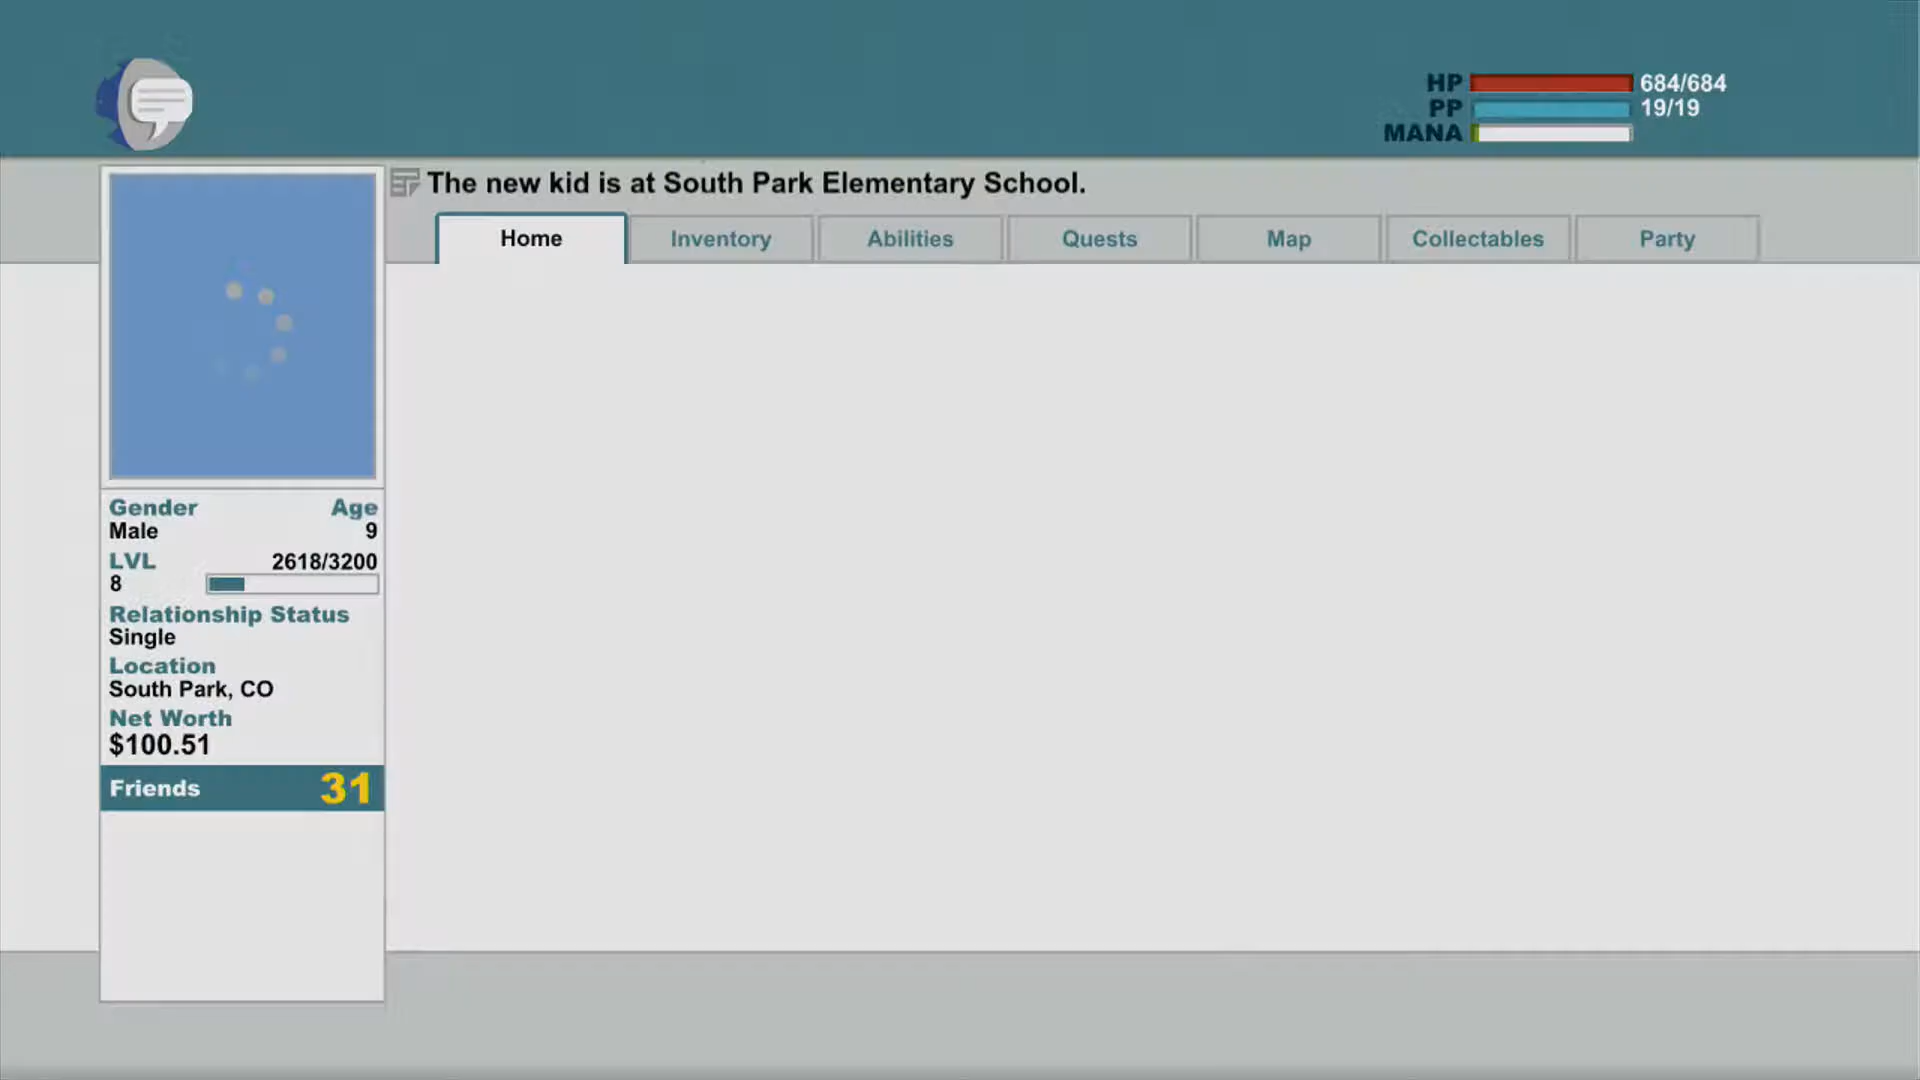 HP 684/684
PP 19/19
MANA
The new kid is at South Park Elementary School.
Home Inventory Abilities Quests Map Collectables Party
Gender Age
Male 9
LVL 2618/3200
8
Relationship Status
Single
Location
South Park, CO
Net Worth
$100.51
Friends 31